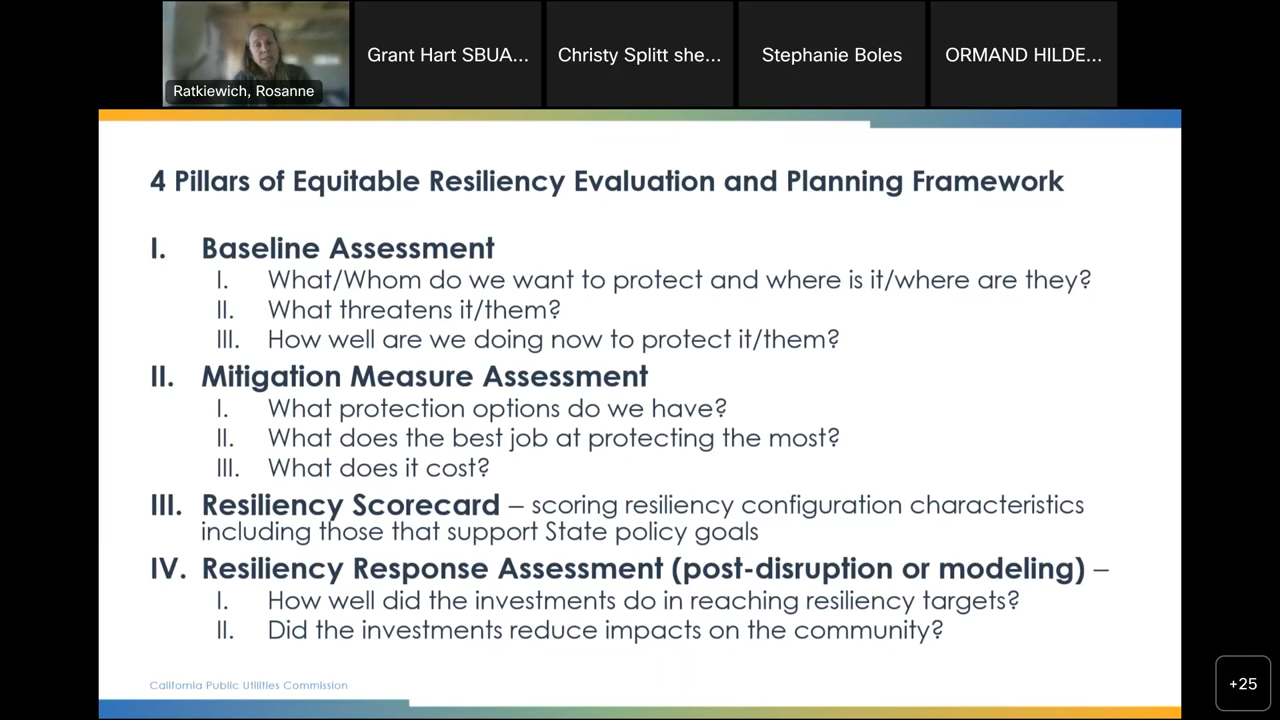 Ratkiewich, Rosanne
Grant Hart SBUA...
Christy Splitt she...
Stephanie Boles
ORMAND HILDE...
4 Pillars of Equitable Resiliency Evaluation and Planning Framework
I. Baseline Assessment
I. What/Whom do we want to protect and where is it/where are they?
II. What threatens it/them?
III. How well are we doing now to protect it/them?
II. Mitigation Measure Assessment
I. What protection options do we have?
II. What does the best job at protecting the most?
III. What does it cost?
III. Resiliency Scorecard – scoring resiliency configuration characteristics
including those that support State policy goals
IV. Resiliency Response Assessment (post-disruption or modeling) –
I. How well did the investments do in reaching resiliency targets?
II. Did the investments reduce impacts on the community?
California Public Utilities Commission
+25